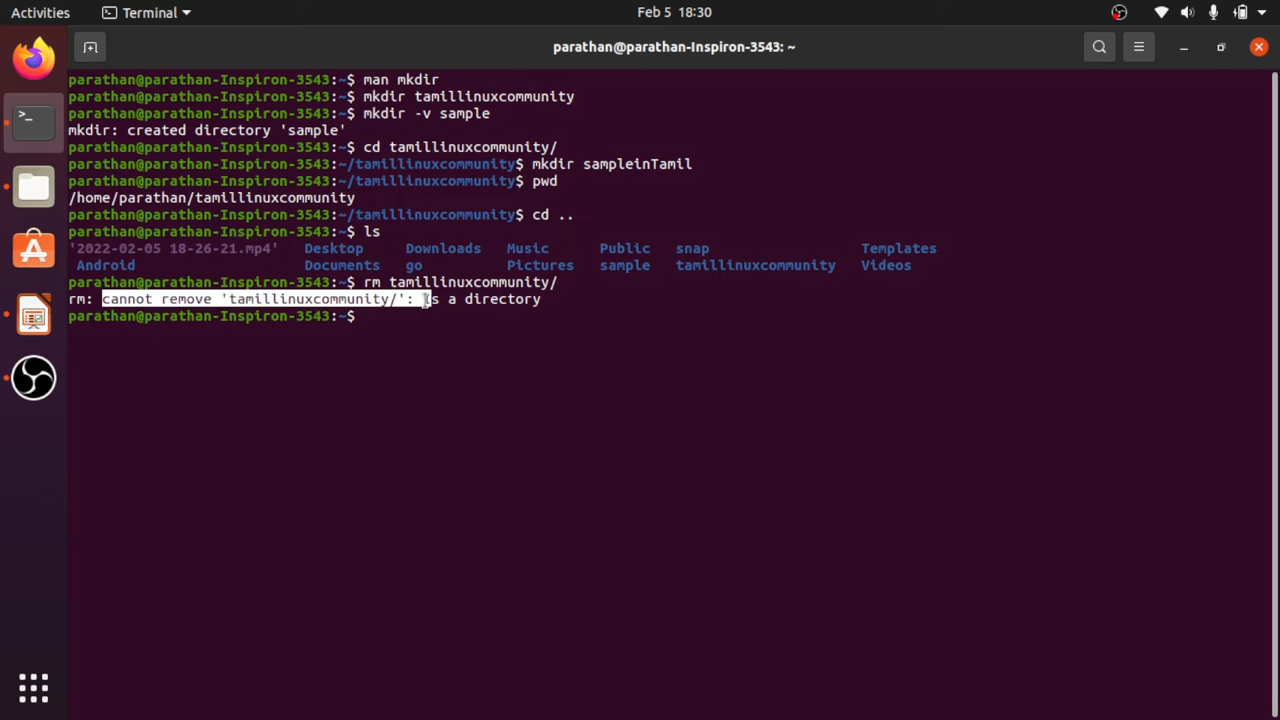 Activities Terminal Feb 5 18:30
parathan@parathan-Inspiron-3543: ~
parathan@parathan-Inspiron-3543:~$ man mkdir
parathan@parathan-Inspiron-3543:~$ mkdir tamillinuxcommunity
parathan@parathan-Inspiron-3543:~$ mkdir -v sample
mkdir: created directory 'sample'
parathan@parathan-Inspiron-3543:~$ cd tamillinuxcommunity/
parathan@parathan-Inspiron-3543:~/tamillinuxcommunity$ mkdir sampleinTamil
parathan@parathan-Inspiron-3543:~/tamillinuxcommunity$ pwd
/home/parathan/tamillinuxcommunity
parathan@parathan-Inspiron-3543:~/tamillinuxcommunity$ cd ..
parathan@parathan-Inspiron-3543:~$ ls
'2022-02-05 18-26-21.mp4' Desktop Downloads Music Public snap Templates
Android Documents go Pictures sample tamillinuxcommunity Videos
parathan@parathan-Inspiron-3543:~$ rm tamillinuxcommunity/
rm: cannot remove 'tamillinuxcommunity/': Is a directory
parathan@parathan-Inspiron-3543:~$